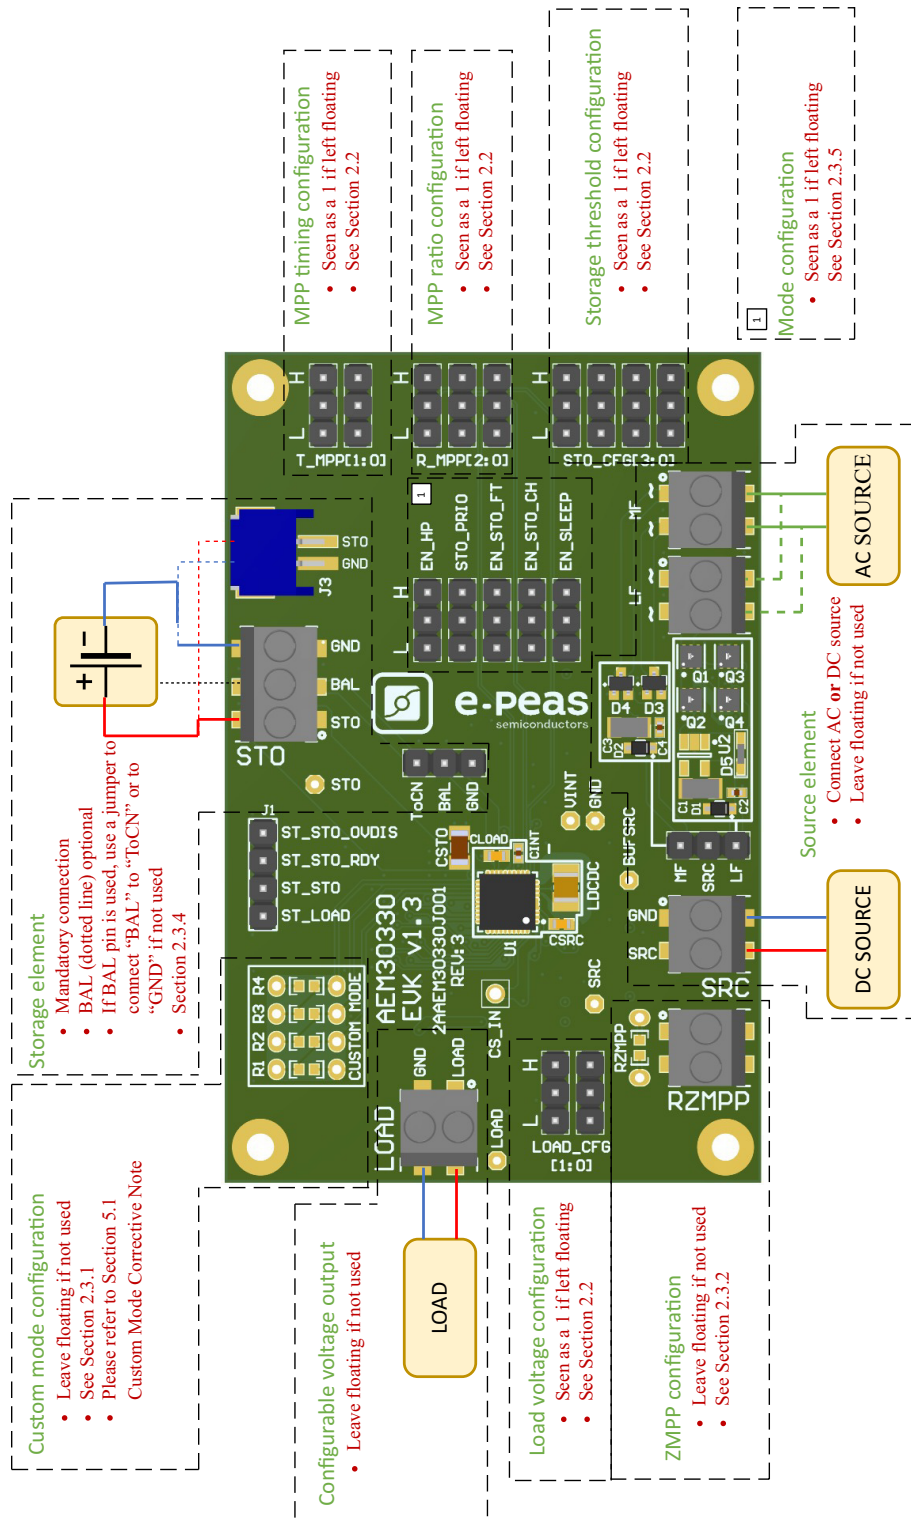 Custom mode configuration
• Leave floating if not used
• See Section 2.3.1
• Please refer to Section 5.1
Custom Mode Corrective Note
Storage element
• Mandatory connection
• BAL (dotted line) optional
• If BAL pin is used, use a jumper to
connect “BAL” to “ToCN” or to
“GND” if not used
• Section 2.3.4
+
−
MPP timing configuration
• Seen as a 1 if left floating
• See Section 2.2
MPP ratio configuration
• Seen as a 1 if left floating
• See Section 2.2
Storage threshold configuration
• Seen as a 1 if left floating
• See Section 2.2
1
Mode configuration
• Seen as a 1 if left floating
See Section 2.3.5
Configurable voltage output
• Leave floating if not used
LOAD
Load voltage configuration
• Seen as a 1 if left floating
• See Section 2.2
ZMPP configuration
• Leave floating if not used
• See Section 2.3.2
Source element
• Connect AC or DC source
• Leave floating if not used
DC SOURCE
AC SOURCE
R1
R2
R3
R4
CUSTOM MODE
J1
ST_STO_OVDIS
ST_STO_RDY
ST_STO
ST_LOAD
STO
STO
BAL
GND
STO
J3
GND
STO
L
H
T_MPP[1:0]
L
H
R_MPP[2:0]
L
H
STO_CFG[3:0]
1
L
H
EN_HP
STO_PRIO
EN_STO_FT
EN_STO_CH
EN_SLEEP
e-peas
semiconductors
ToCN
BAL
GND
AEM30330
EVK v1.3
2AAEM30330J001
REV:3
LOAD
GND
LOAD
LOAD
CS_IN
CSTO
CLOAD
CINT
U1
LDCDC
CSRC
VINT
GND
BUFSRC
SRC
L
H
LOAD_CFG
[1:0]
RZMPP
RZMPP
SRC
SRC
GND
MF
SRC
LF
C3
D2
C4
D4
D3
C1
D1
C2
U2
D5
Q1
Q2
Q3
Q4
LF
~
~
MF
~
~